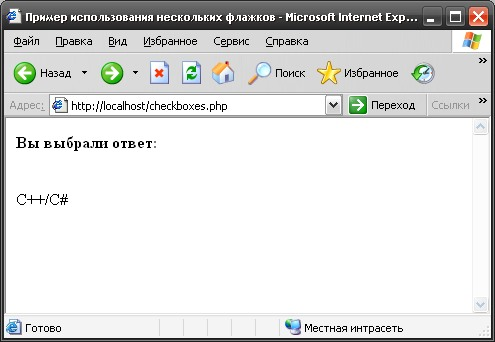 Пример использования нескольких флажков - Microsoft Internet Exp...
Файл Правка Вид Избранное Сервис Справка
Назад Поиск Избранное
Адрес: http://localhost/checkboxes.php Переход Ссылки »
Вы выбрали ответ:
C++/C#
Готово Местная интрасеть